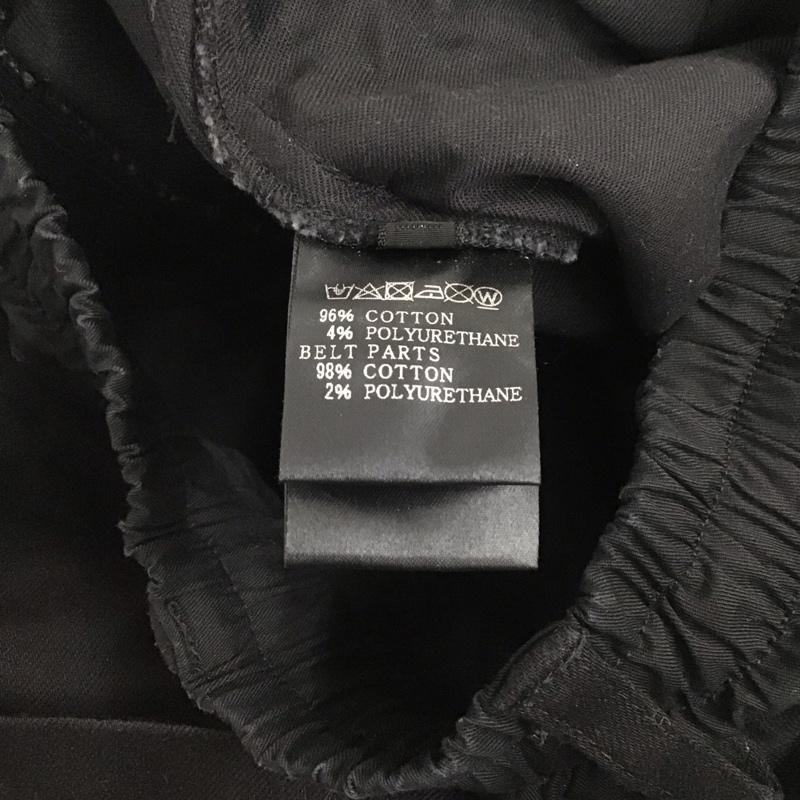 W
96% COTTON
4% POLYURETHANE
BELT PARTS
98% COTTON
2% POLYURETHANE